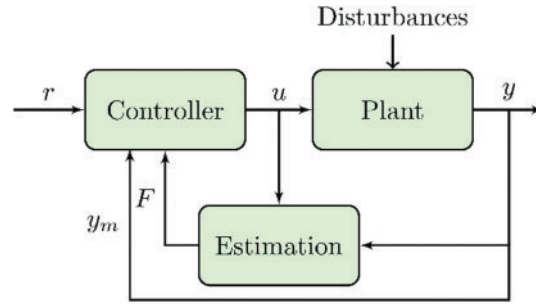 Disturbances
r
Controller
u
Plant
y
F
y_m
Estimation